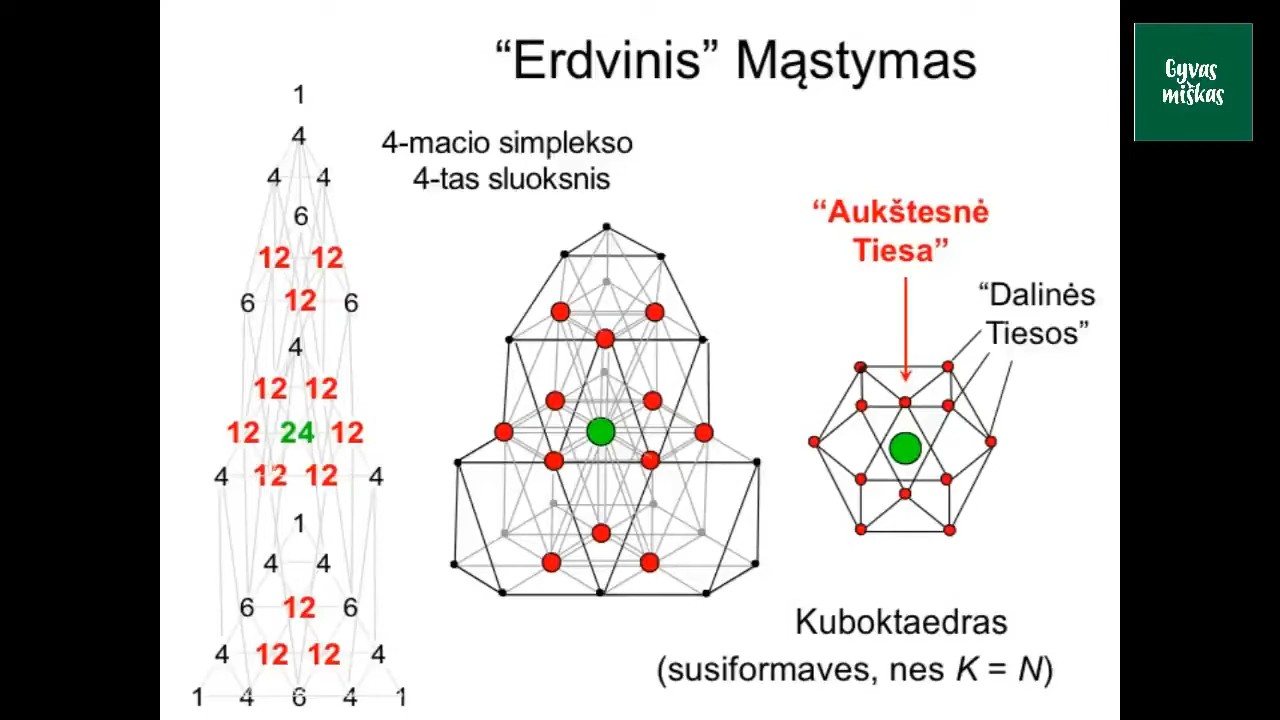 “Erdvinis” Mąstymas
Gyvas
miškas
4-macio simplekso
4-tas sluoksnis
1
4
4 4
6
12 12
6 12 6
4
12 12
12 24 12
4 12 12 4
1
4 4
6 12 6
4 12 12 4
1 4 6 4 1
“Aukštesnė
Tiesa”
“Dalinės
Tiesos”
Kuboktaedras
(susiformaves, nes K = N)